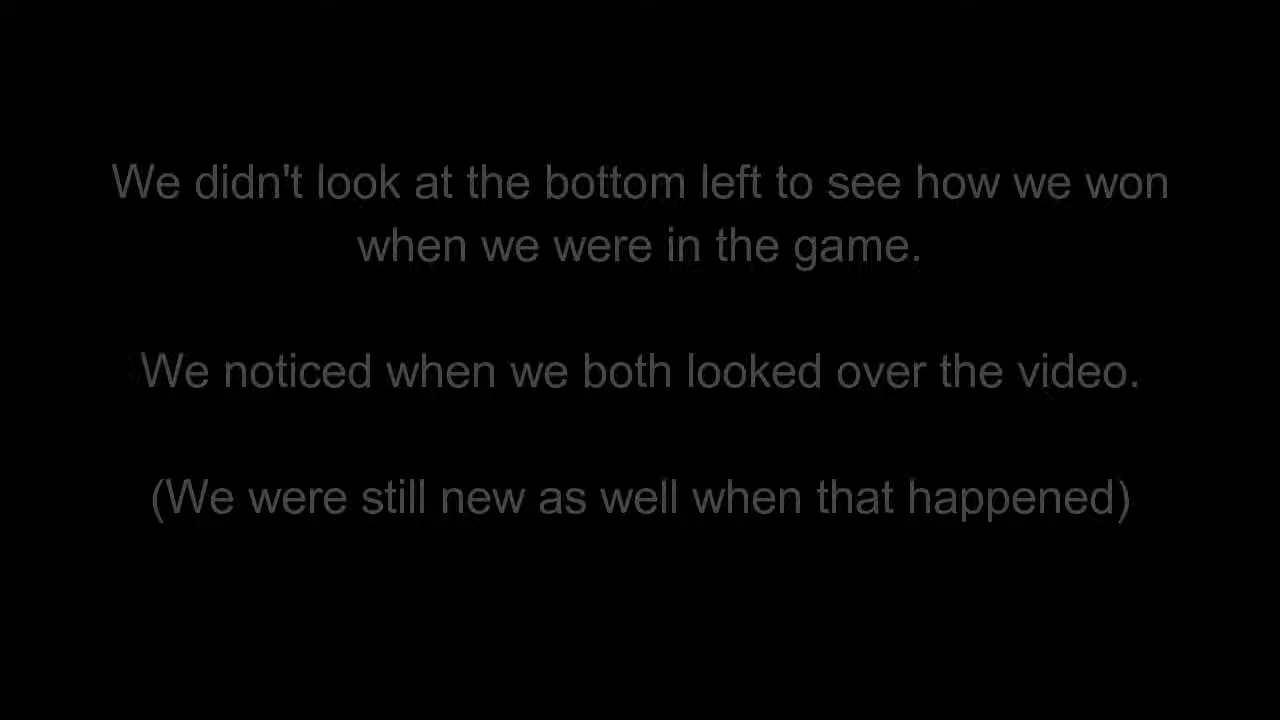 We didn't look at the bottom left to see how we won
when we were in the game.
We noticed when we both looked over the video.
(We were still new as well when that happened)